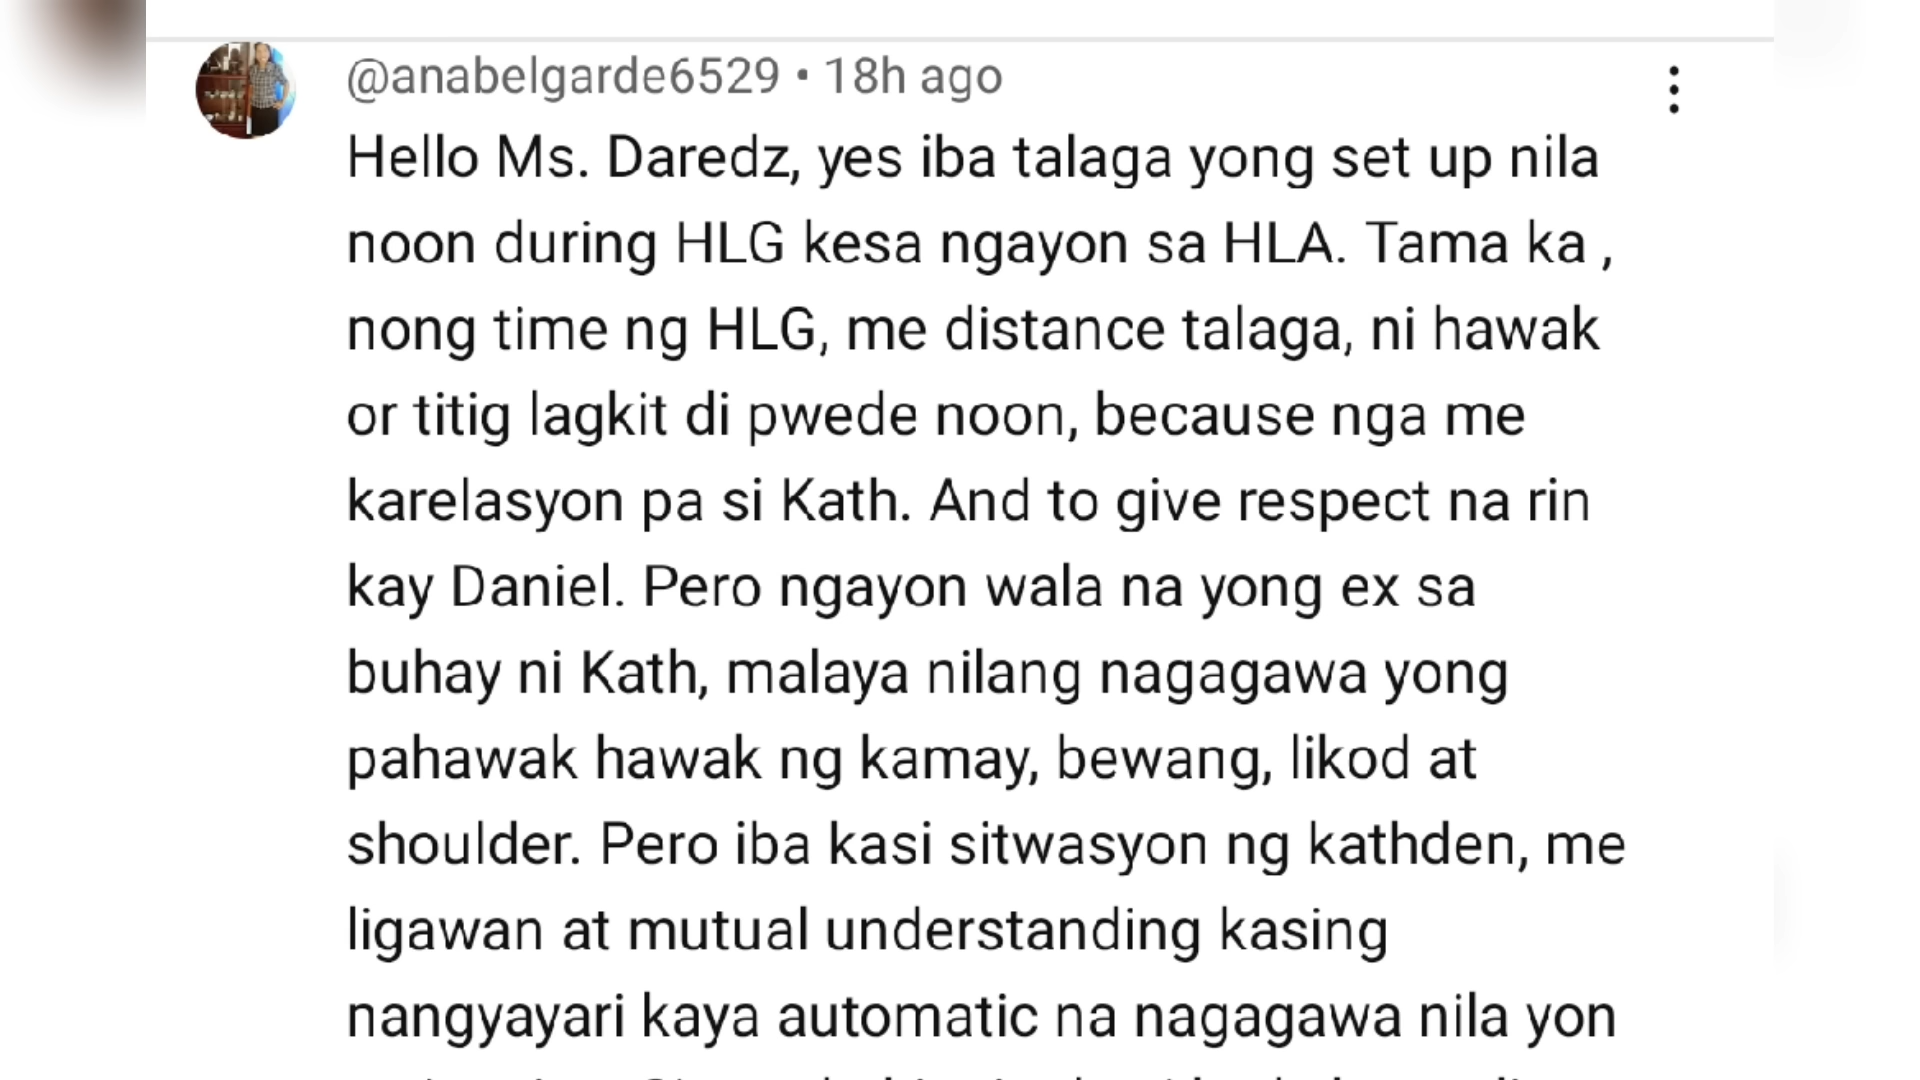 @anabelgarde6529 • 18h ago
Hello Ms. Daredz, yes iba talaga yong set up nila
noon during HLG kesa ngayon sa HLA. Tama ka ,
nong time ng HLG, me distance talaga, ni hawak
or titig lagkit di pwede noon, because nga me
karelasyon pa si Kath. And to give respect na rin
kay Daniel. Pero ngayon wala na yong ex sa
buhay ni Kath, malaya nilang nagagawa yong
pahawak hawak ng kamay, bewang, likod at
shoulder. Pero iba kasi sitwasyon ng kathden, me
ligawan at mutual understanding kasing
nangyayari kaya automatic na nagagawa nila yon